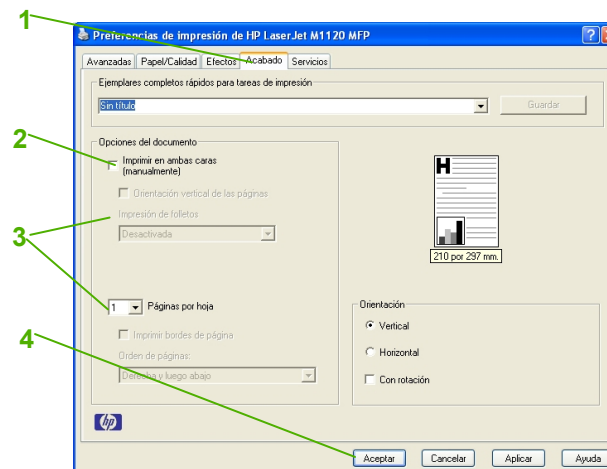 1
Preferencias de impresión de HP LaserJet M1120 MFP
Avanzadas Papel/Calidad Efectos Acabado Servicios
Ejemplares completos rápidos para tareas de impresión
Sin título
Guardar
2
Opciones del documento
Imprimir en ambas caras
(manualmente)
Orientación vertical de las páginas
Impresión de folletos
3
Desactivada
H
210 por 297 mm.
1 Páginas por hoja
Imprimir bordes de página
4
Orden de páginas:
Derecha y luego abajo
Orientación
Vertical
Horizontal
Con rotación
hp
Aceptar Cancelar Aplicar Ayuda